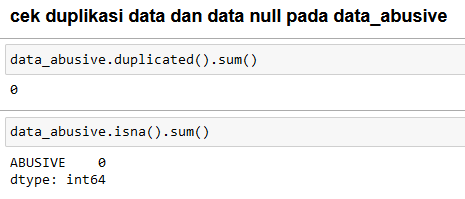 cek duplikasi data dan data null pada data_abusive
data_abusive.duplicated().sum()
0
data_abusive.isna().sum()
ABUSIVE    0
dtype: int64